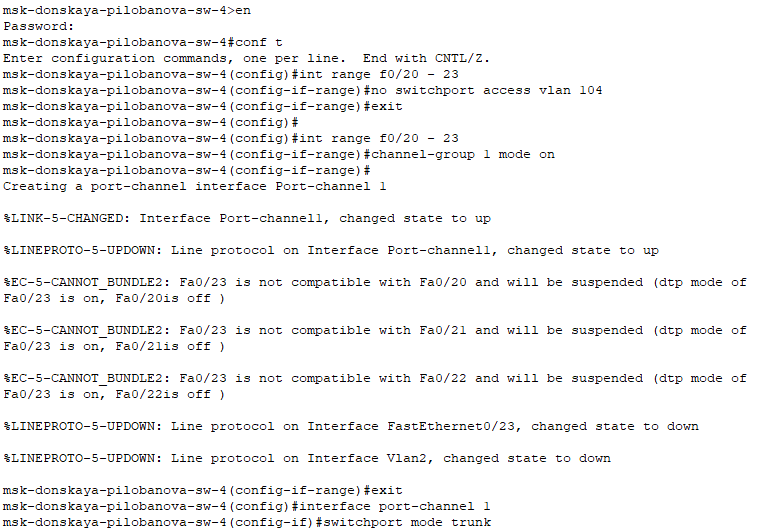 msk-donskaya-pilobanova-sw-4>en
Password:
msk-donskaya-pilobanova-sw-4#conf t
Enter configuration commands, one per line.  End with CNTL/Z.
msk-donskaya-pilobanova-sw-4(config)#int range f0/20 - 23
msk-donskaya-pilobanova-sw-4(config-if-range)#no switchport access vlan 104
msk-donskaya-pilobanova-sw-4(config-if-range)#exit
msk-donskaya-pilobanova-sw-4(config)#
msk-donskaya-pilobanova-sw-4(config)#int range f0/20 - 23
msk-donskaya-pilobanova-sw-4(config-if-range)#channel-group 1 mode on
msk-donskaya-pilobanova-sw-4(config-if-range)#
Creating a port-channel interface Port-channel 1
%LINK-5-CHANGED: Interface Port-channel1, changed state to up
%LINEPROTO-5-UPDOWN: Line protocol on Interface Port-channel1, changed state to up
%EC-5-CANNOT_BUNDLE2: Fa0/23 is not compatible with Fa0/20 and will be suspended (dtp mode of
Fa0/23 is on, Fa0/20is off )
%EC-5-CANNOT_BUNDLE2: Fa0/23 is not compatible with Fa0/21 and will be suspended (dtp mode of
Fa0/23 is on, Fa0/21is off )
%EC-5-CANNOT_BUNDLE2: Fa0/23 is not compatible with Fa0/22 and will be suspended (dtp mode of
Fa0/23 is on, Fa0/22is off )
%LINEPROTO-5-UPDOWN: Line protocol on Interface FastEthernet0/23, changed state to down
%LINEPROTO-5-UPDOWN: Line protocol on Interface Vlan2, changed state to down
msk-donskaya-pilobanova-sw-4(config-if-range)#exit
msk-donskaya-pilobanova-sw-4(config)#interface port-channel 1
msk-donskaya-pilobanova-sw-4(config-if)#switchport mode trunk